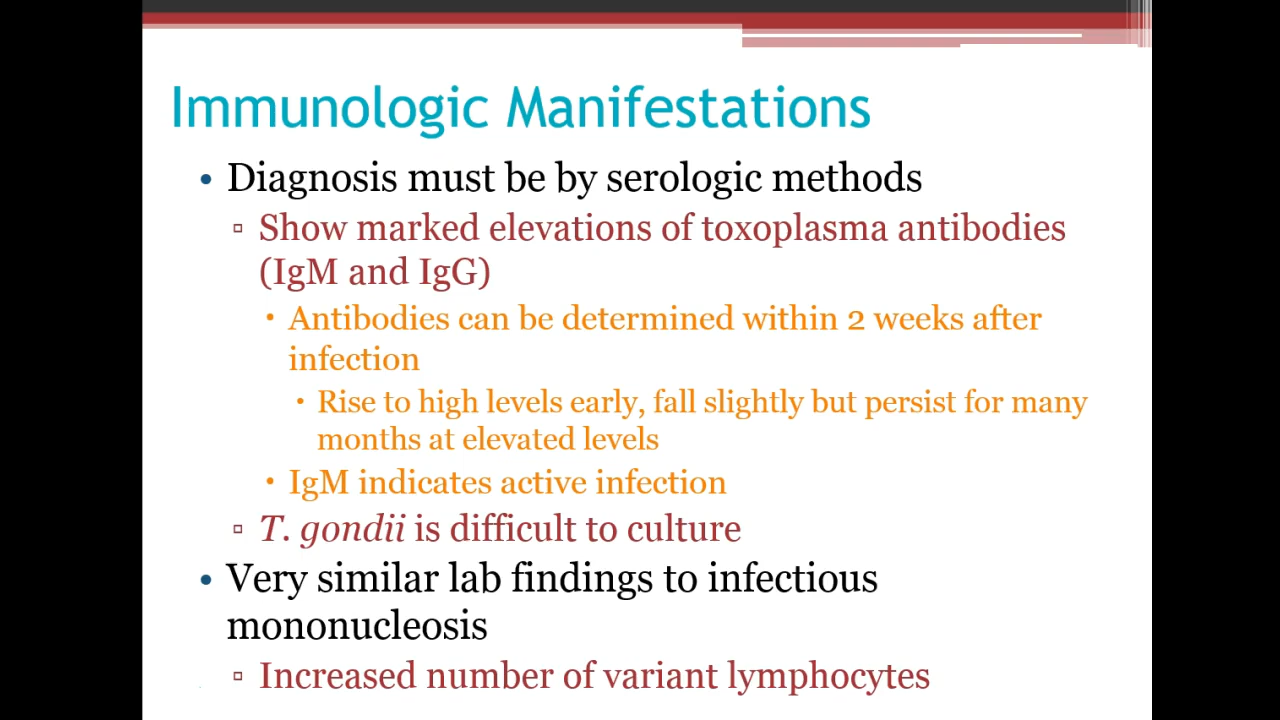 Immunologic Manifestations
• Diagnosis must be by serologic methods
▫ Show marked elevations of toxoplasma antibodies
(IgM and IgG)
• Antibodies can be determined within 2 weeks after
infection
• Rise to high levels early, fall slightly but persist for many
months at elevated levels
• IgM indicates active infection
▫ T. gondii is difficult to culture
• Very similar lab findings to infectious
mononucleosis
▫ Increased number of variant lymphocytes